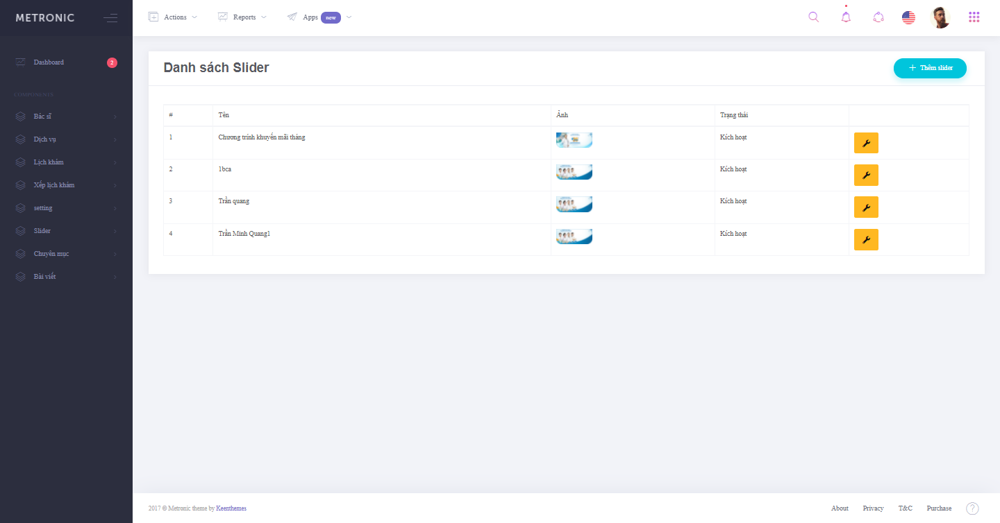 METRONIC
Actions
Reports
Apps new
Dashboard 2
COMPONENTS
Bác sĩ
Dịch vụ
Lịch khám
Xếp lịch khám
setting
Slider
Chuyên mục
Bài viết
Danh sách Slider
Thêm slider
# Tên Ảnh Trạng thái
1 Chương trình khuyến mãi tháng Kích hoạt
2 1bca Kích hoạt
3 Trần quang Kích hoạt
4 Trần Minh Quang1 Kích hoạt
2017 © Metronic theme by Keenthemes
About Privacy T&C Purchase ?